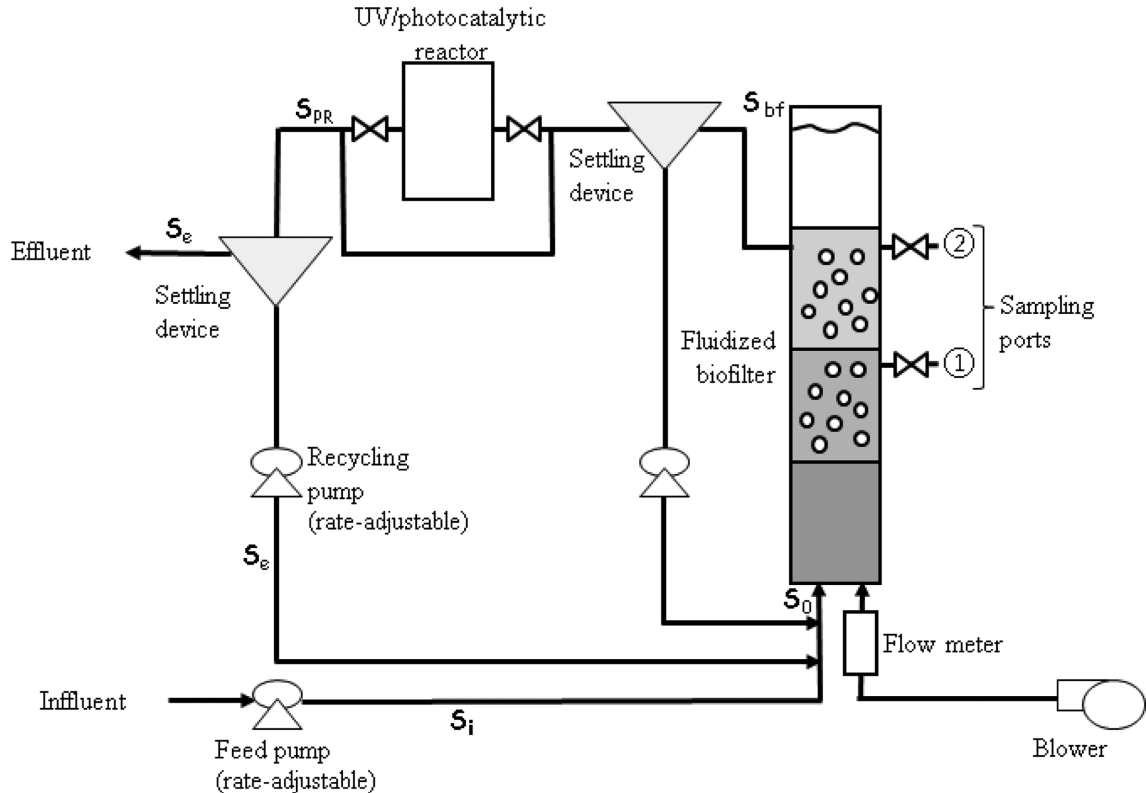 UV/photocatalytic
reactor
S_PR
S_bf
Settling
device
S_e
Effluent
②
Settling
device
Sampling
ports
Fluidized
biofilter
①
Recycling
pump
(rate-adjustable)
S_e
S_0
Flow meter
Inffluent
S_i
Feed pump
(rate-adjustable)
Blower